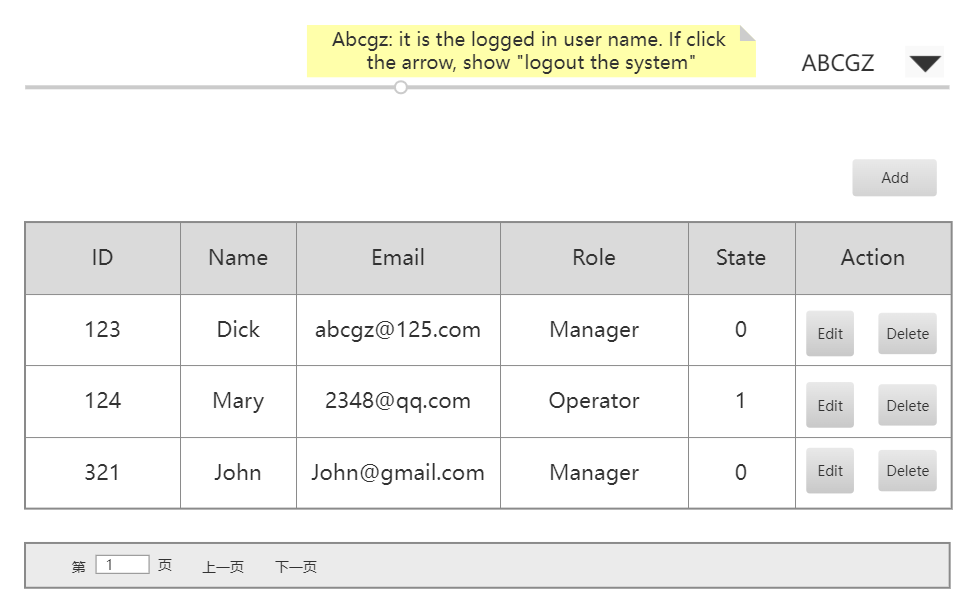 Abcgz: it is the logged in user name. If click
the arrow, show "logout the system"
ABCGZ
Add
ID Name Email Role State Action
123 Dick abcgz@125.com Manager 0 Edit Delete
124 Mary 2348@qq.com Operator 1 Edit Delete
321 John John@gmail.com Manager 0 Edit Delete
第 1 页 上一页 下一页